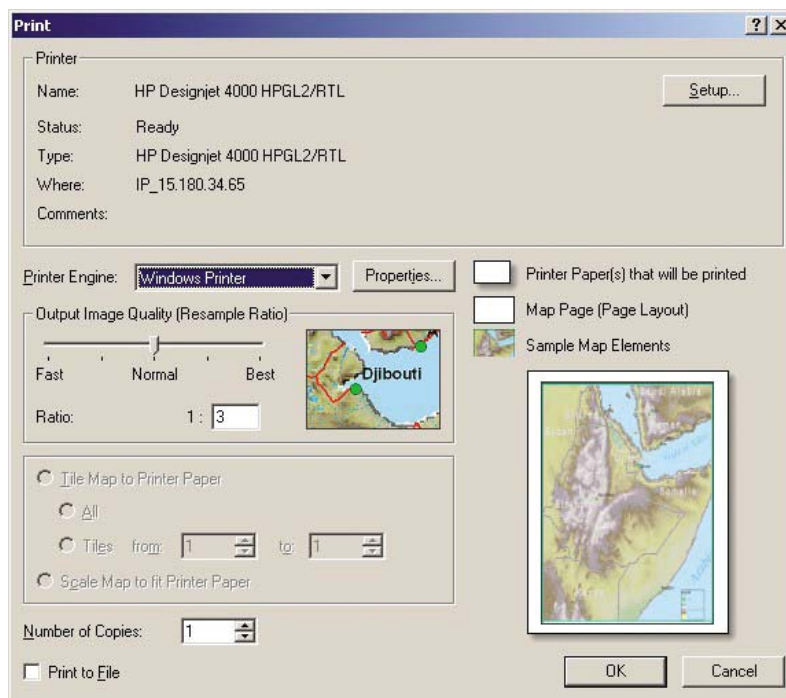 Print
Printer
Name: HP Designjet 4000 HPGL2/RTL
Setup...
Status: Ready
Type: HP Designjet 4000 HPGL2/RTL
Where: IP_15.180.34.65
Comments:
Printer Engine: Windows Printer
Properties...
Printer Paper(s) that will be printed
Map Page (Page Layout)
Sample Map Elements
Output Image Quality (Resample Ratio)
Fast Normal Best
Ratio: 1 : 3
Djibouti
Tile Map to Printer Paper
All
Tiles from: 1 to: 1
Scale Map to fit Printer Paper
Number of Copies: 1
Print to File
OK
Cancel